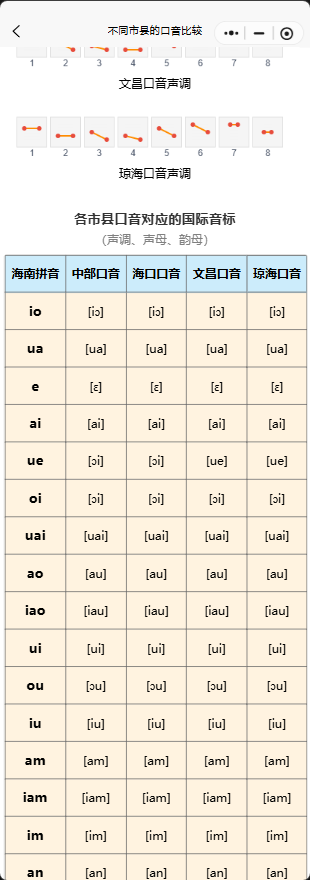 不同市县的口音比较
1 2 3 4 5 6 7 8
文昌口音声调
1 2 3 4 5 6 7 8
琼海口音声调
各市县口音对应的国际音标
（声调、声母、韵母）
海南拼音 中部口音 海口口音 文昌口音 琼海口音
io [iɔ] [iɔ] [iɔ] [iɔ]
ua [ua] [ua] [ua] [ua]
e [ɛ] [ɛ] [ɛ] [ɛ]
ai [ai] [ai] [ai] [ai]
ue [ɔi] [ɔi] [ue] [ue]
oi [ɔi] [ɔi] [ɔi] [ɔi]
uai [uai] [uai] [uai] [uai]
ao [au] [au] [au] [au]
iao [iau] [iau] [iau] [iau]
ui [ui] [ui] [ui] [ui]
ou [ɔu] [ɔu] [ɔu] [ɔu]
iu [iu] [iu] [iu] [iu]
am [am] [am] [am] [am]
iam [iam] [iam] [iam] [iam]
im [im] [im] [im] [im]
an [an] [an] [an] [an]